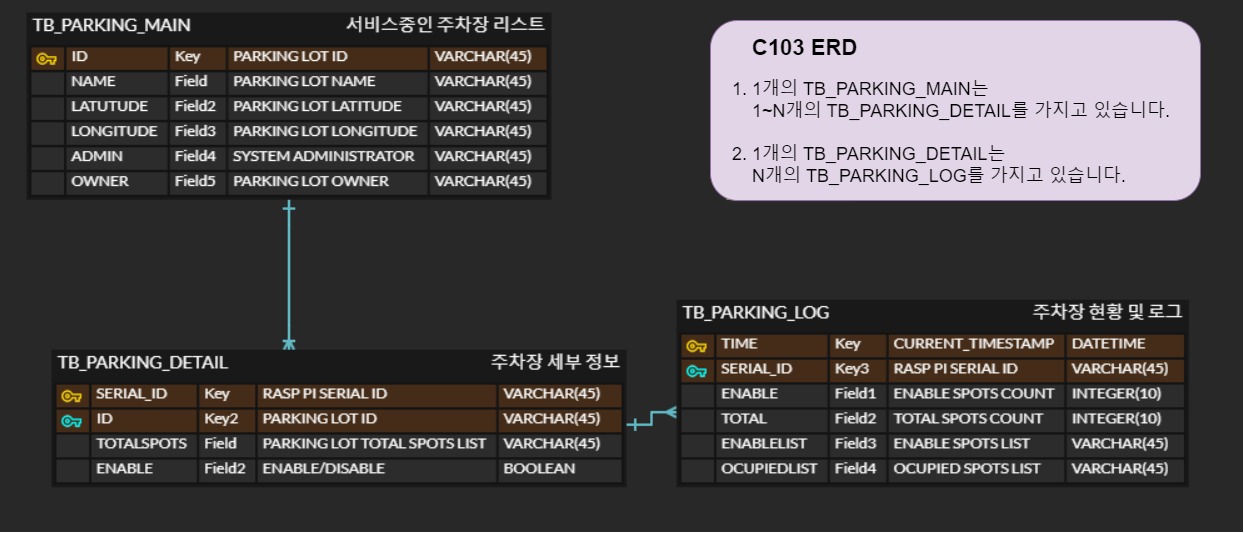 TB_PARKING_MAIN 서비스중인 주차장 리스트
ID Key PARKING LOT ID VARCHAR(45)
NAME Field PARKING LOT NAME VARCHAR(45)
LATUTUDE Field2 PARKING LOT LATITUDE VARCHAR(45)
LONGITUDE Field3 PARKING LOT LONGITUDE VARCHAR(45)
ADMIN Field4 SYSTEM ADMINISTRATOR VARCHAR(45)
OWNER Field5 PARKING LOT OWNER VARCHAR(45)
C103 ERD
1. 1개의 TB_PARKING_MAIN는
1~N개의 TB_PARKING_DETAIL를 가지고 있습니다.
2. 1개의 TB_PARKING_DETAIL는
N개의 TB_PARKING_LOG를 가지고 있습니다.
TB_PARKING_DETAIL 주차장 세부 정보
SERIAL_ID Key RASP PI SERIAL ID VARCHAR(45)
ID Key2 PARKING LOT ID VARCHAR(45)
TOTALSPOTS Field PARKING LOT TOTAL SPOTS LIST VARCHAR(45)
ENABLE Field2 ENABLE/DISABLE BOOLEAN
TB_PARKING_LOG 주차장 현황 및 로그
TIME Key CURRENT_TIMESTAMP DATETIME
SERIAL_ID Key3 RASP PI SERIAL ID VARCHAR(45)
ENABLE Field1 ENABLE SPOTS COUNT INTEGER(10)
TOTAL Field2 TOTAL SPOTS COUNT INTEGER(10)
ENABLELIST Field3 ENABLE SPOTS LIST VARCHAR(45)
OCUPIEDLIST Field4 OCUPIED SPOTS LIST VARCHAR(45)